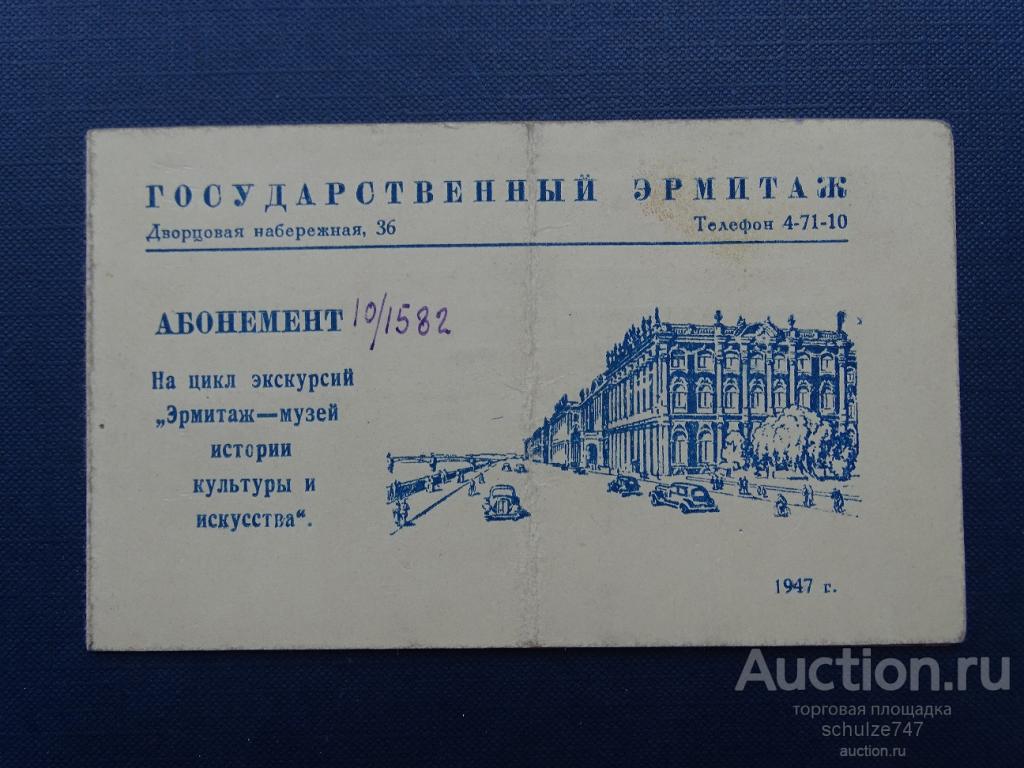 ГОСУДАРСТВЕННЫЙ ЭРМИТАЖ
Дворцовая набережная, 36 Телефон 4-71-10
АБОНЕМЕНТ 10/1582
На цикл экскурсий
„Эрмитаж—музей
истории
культуры и
искусства“.
1947 г.
Auction.ru
торговая площадка
schulze747
auction.ru